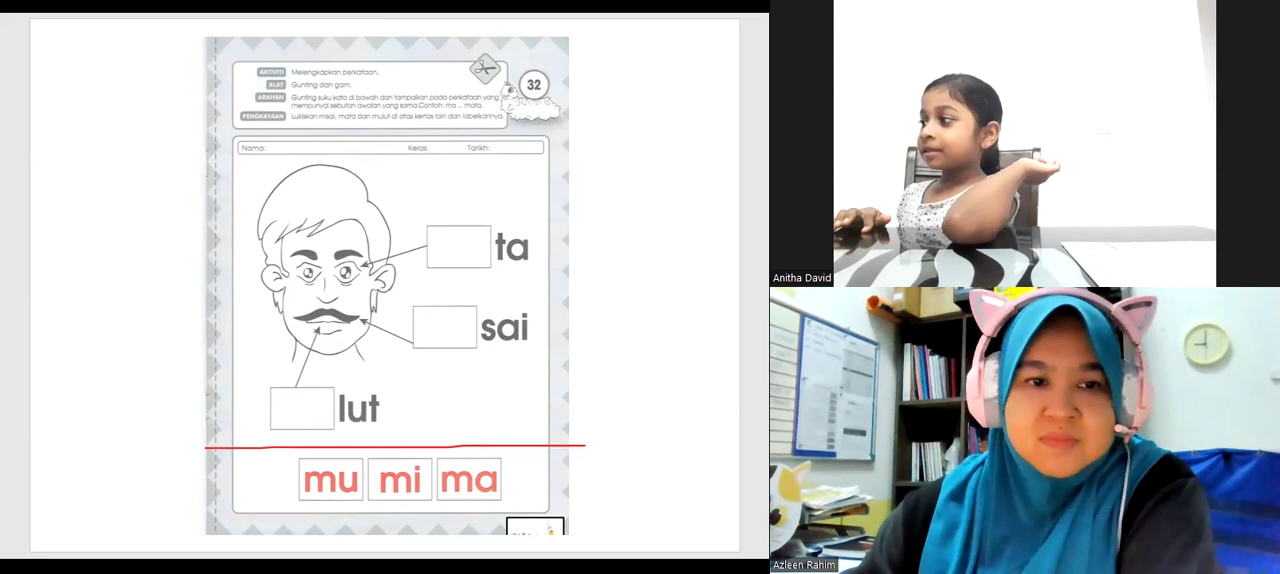 AKTIVITI Melengkapkan perkataan.
ALAT Gunting dan gam.
ARAHAN Gunting suku kata di bawah dan tampalkan pada perkataan yang
mempunyai sebutan awalan yang sama. Contoh: ma ... mata.
PENGKAYAAN Lukiskan misai, mata dan mulut di atas kertas lain dan labelkannya.
32
Nama: Kelas: Tarikh:
ta
sai
lut
mu mi ma
Anitha David
Azleen Rahim